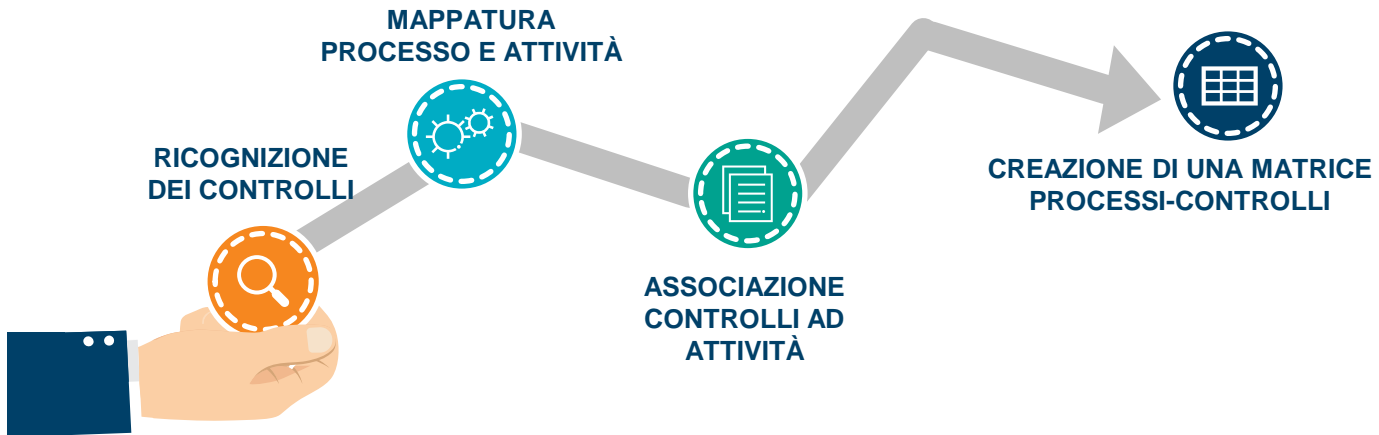 RICOGNIZIONE
DEI CONTROLLI
MAPPATURA
PROCESSO E ATTIVITÀ
ASSOCIAZIONE
CONTROLLI AD
ATTIVITÀ
CREAZIONE DI UNA MATRICE
PROCESSI-CONTROLLI